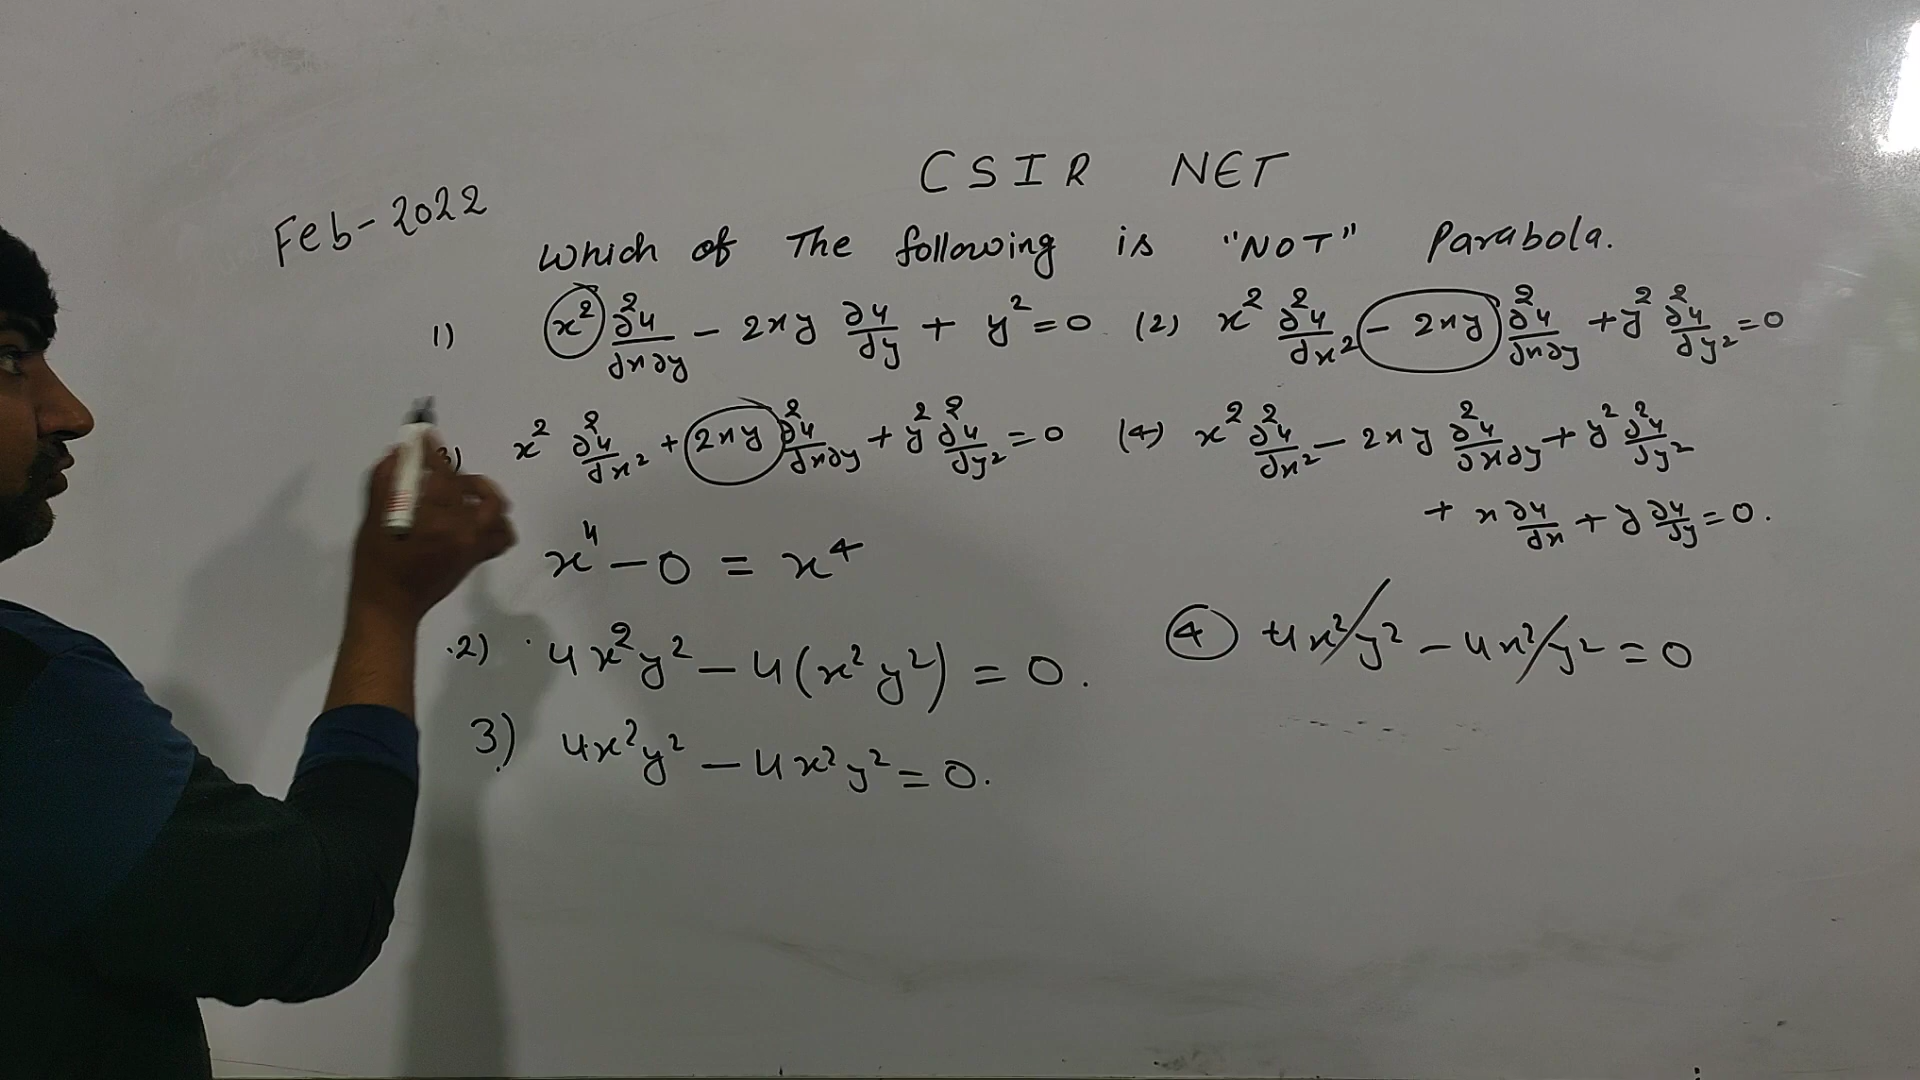 CSIR NET
Feb-2022
Which of The following is "NOT" Parabola.
1) x² ∂²u/∂x∂y - 2xy ∂u/∂y + y² = 0 (2) x² ∂²u/∂x² - 2xy ∂²u/∂x∂y + y² ∂²u/∂y² = 0
3) x² ∂²u/∂x² + 2xy ∂²u/∂x∂y + y² ∂²u/∂y² = 0 (4) x² ∂²u/∂x² - 2xy ∂²u/∂x∂y + y² ∂²u/∂y²
+ x ∂u/∂x + y ∂u/∂y = 0.
x⁴ - 0 = x⁴
2) 4x²y² - 4(x²y²) = 0.
④ 4x²y² - 4x²y² = 0
3) 4x²y² - 4x²y² = 0.